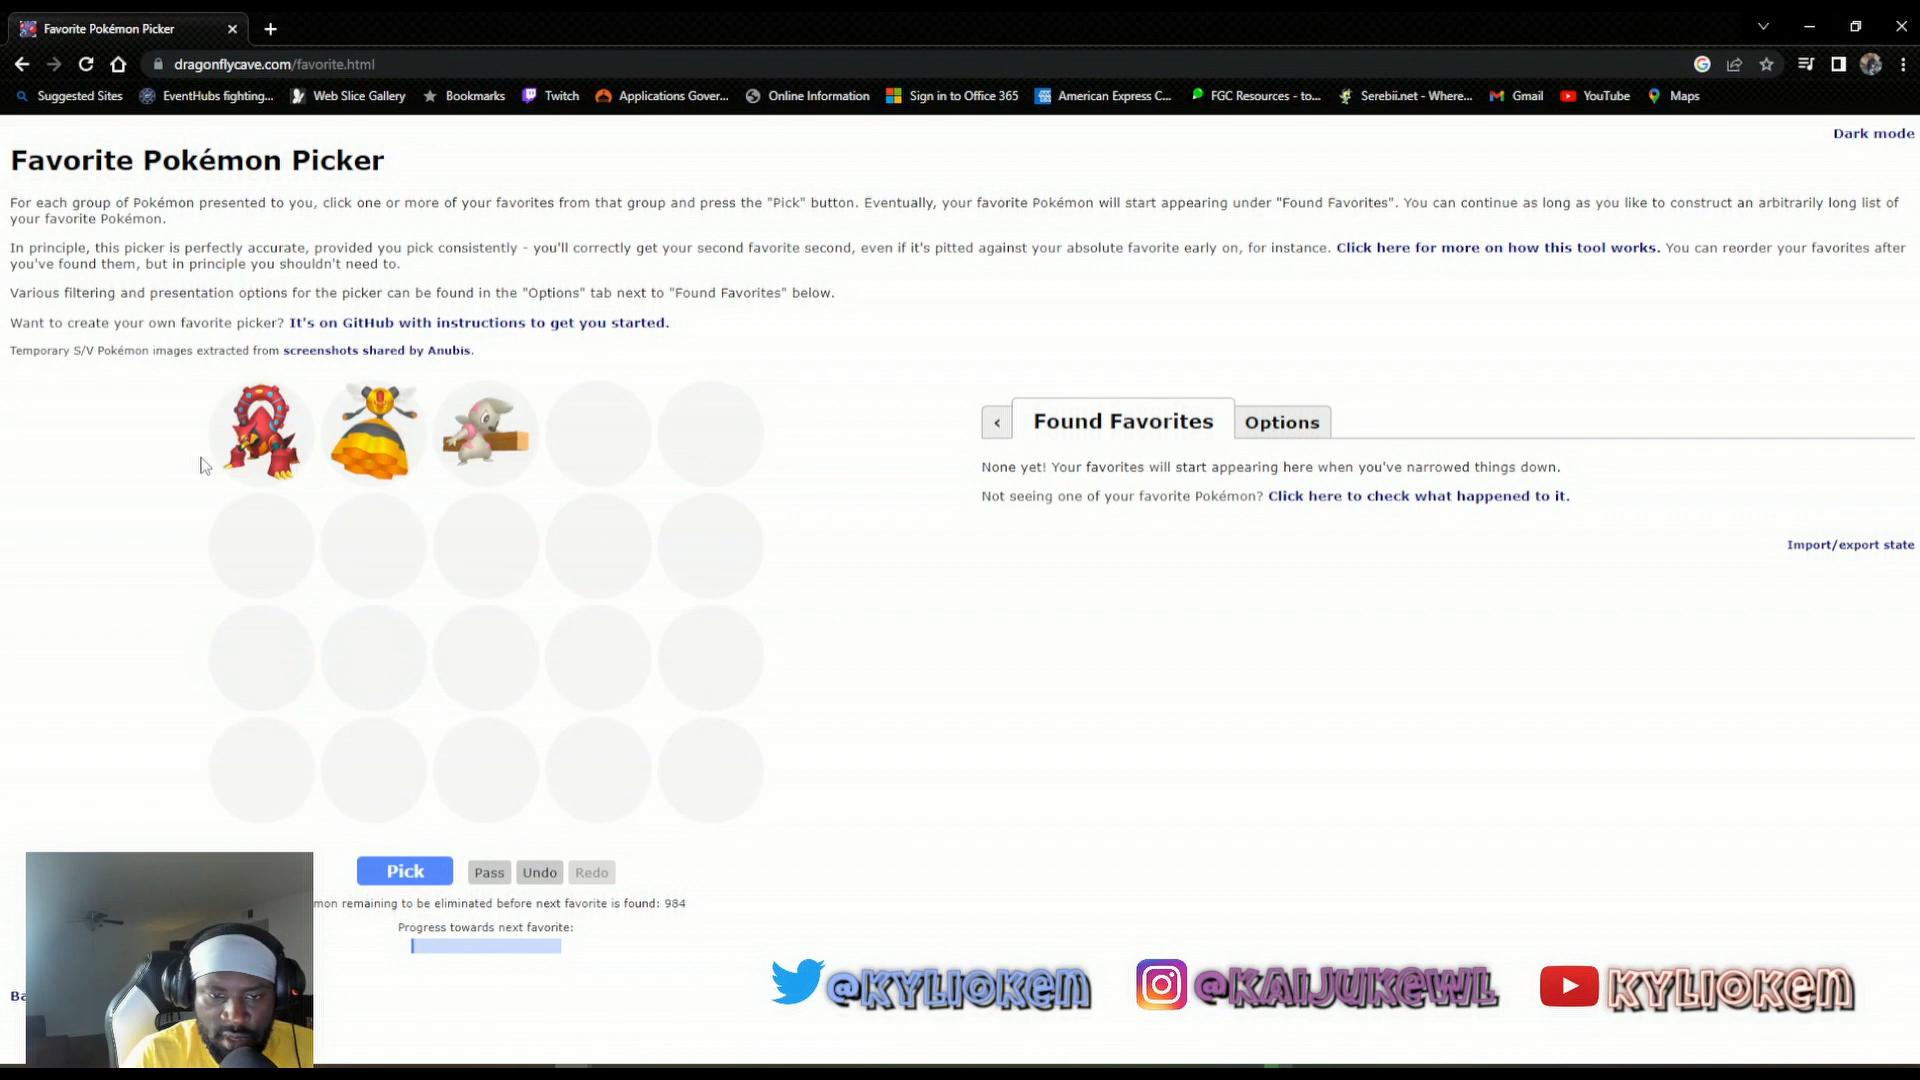 Favorite Pokémon Picker
dragonflycave.com/favorite.html
Suggested Sites
EventHubs fighting...
Web Slice Gallery
Bookmarks
Twitch
Applications Gover...
Online Information
Sign in to Office 365
American Express C...
FGC Resources - to...
Serebii.net - Where...
Gmail
YouTube
Maps
Dark mode
Favorite Pokémon Picker
For each group of Pokémon presented to you, click one or more of your favorites from that group and press the "Pick" button. Eventually, your favorite Pokémon will start appearing under "Found Favorites". You can continue as long as you like to construct an arbitrarily long list of
your favorite Pokémon.
In principle, this picker is perfectly accurate, provided you pick consistently - you'll correctly get your second favorite second, even if it's pitted against your absolute favorite early on, for instance. Click here for more on how this tool works. You can reorder your favorites after
you've found them, but in principle you shouldn't need to.
Various filtering and presentation options for the picker can be found in the "Options" tab next to "Found Favorites" below.
Want to create your own favorite picker? It's on GitHub with instructions to get you started.
Temporary S/V Pokémon images extracted from screenshots shared by Anubis.
< Found Favorites Options
None yet! Your favorites will start appearing here when you've narrowed things down.
Not seeing one of your favorite Pokémon? Click here to check what happened to it.
Import/export state
Pick Pass Undo Redo
mon remaining to be eliminated before next favorite is found: 984
Progress towards next favorite:
Ba
@KYLIOKEN
@KAIJUKEWL
KYLIOKEN